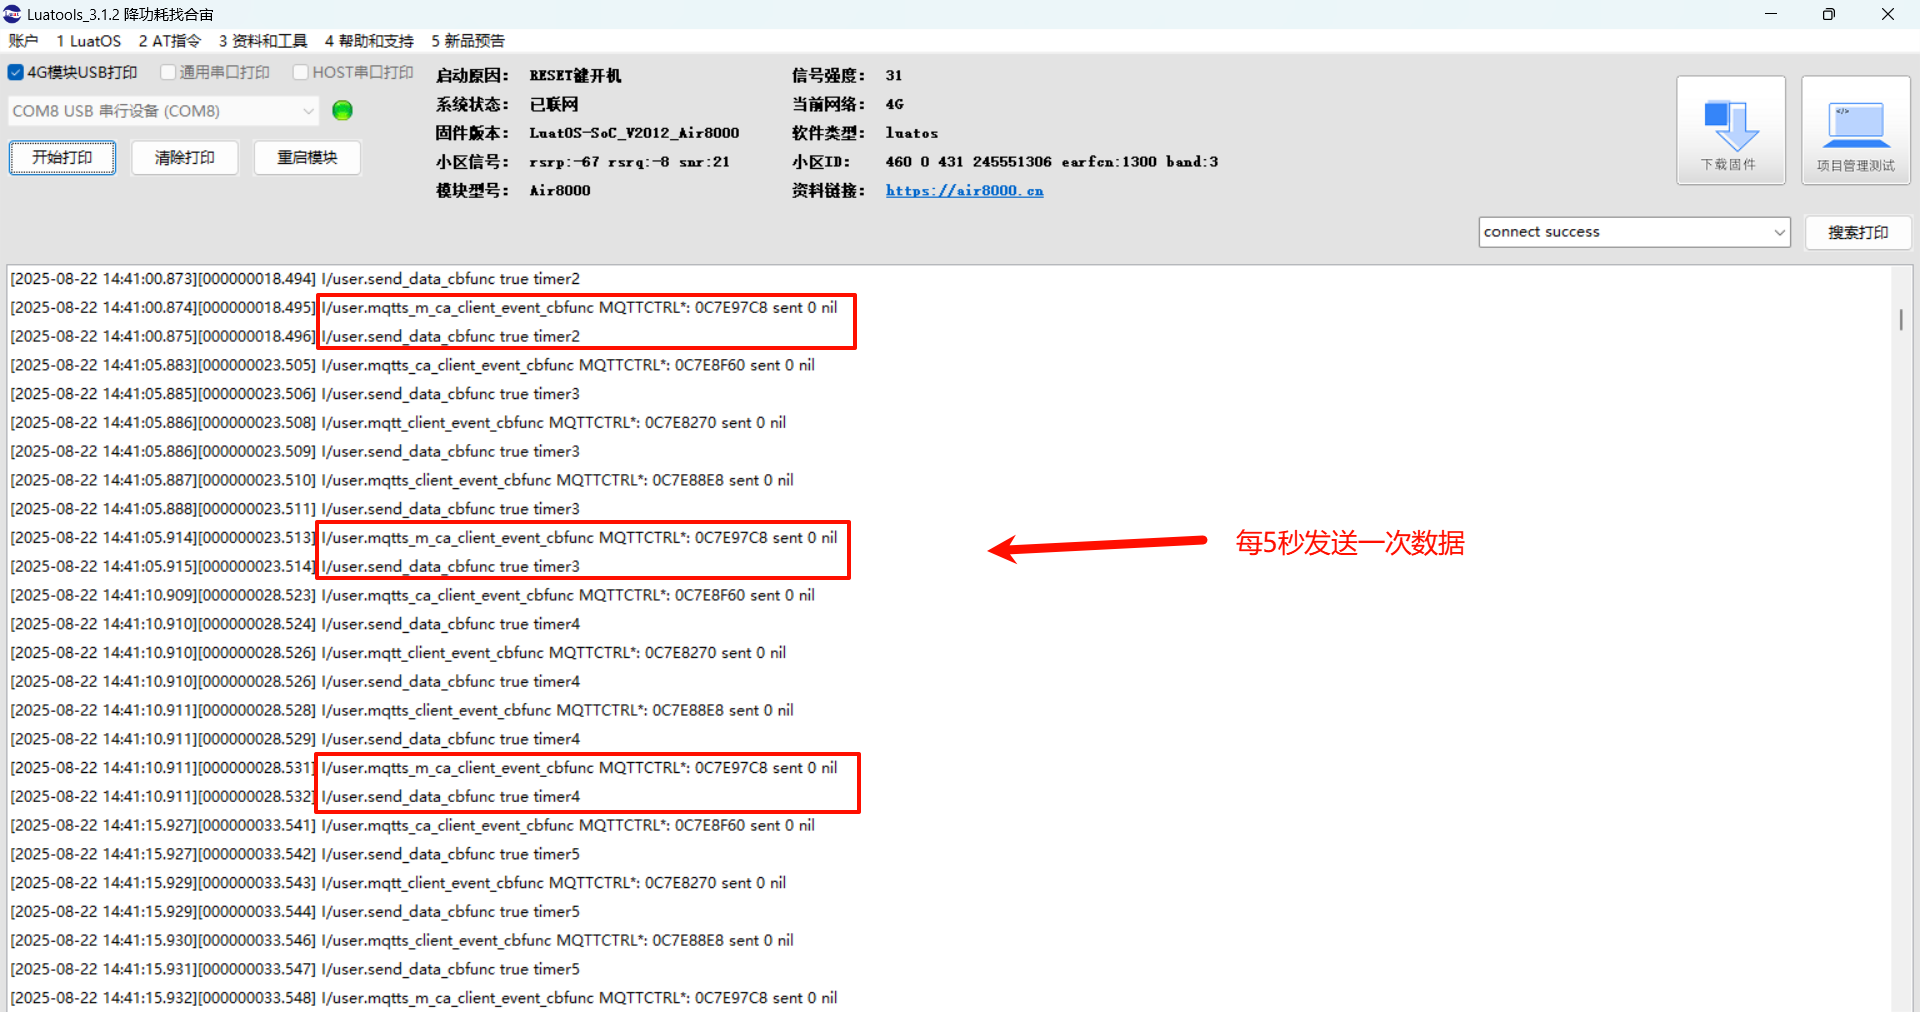 Luatools_3.1.2 降功耗找合宙
账户 1 LuatOS 2 AT指令 3 资料和工具 4 帮助和支持 5 新品预告
4G模块USB打印 通用串口打印 HOST串口打印
COM8 USB 串行设备 (COM8)
开始打印 清除打印 重启模块
启动原因： RESET键开机 信号强度： 31
系统状态： 已联网 当前网络： 4G
固件版本： LuatOS-SoC_V2012_Air8000 软件类型： luatos
小区信号： rsrp:-67 rsrq:-8 snr:21 小区ID： 460 0 431 245551306 earfcn:1300 band:3
模块型号： Air8000 资料链接： https://air8000.cn
下载固件 项目管理测试
connect success 搜索打印
[2025-08-22 14:41:00.873][000000018.494] I/user.send_data_cbfunc true timer2
[2025-08-22 14:41:00.874][000000018.495] I/user.mqtts_m_ca_client_event_cbfunc MQTTCTRL*: 0C7E97C8 sent 0 nil
[2025-08-22 14:41:00.875][000000018.496] I/user.send_data_cbfunc true timer2
[2025-08-22 14:41:05.883][000000023.505] I/user.mqtts_ca_client_event_cbfunc MQTTCTRL*: 0C7E8F60 sent 0 nil
[2025-08-22 14:41:05.885][000000023.506] I/user.send_data_cbfunc true timer3
[2025-08-22 14:41:05.886][000000023.508] I/user.mqtt_client_event_cbfunc MQTTCTRL*: 0C7E8270 sent 0 nil
[2025-08-22 14:41:05.886][000000023.509] I/user.send_data_cbfunc true timer3
[2025-08-22 14:41:05.887][000000023.510] I/user.mqtts_client_event_cbfunc MQTTCTRL*: 0C7E88E8 sent 0 nil
[2025-08-22 14:41:05.888][000000023.511] I/user.send_data_cbfunc true timer3
[2025-08-22 14:41:05.914][000000023.513] I/user.mqtts_m_ca_client_event_cbfunc MQTTCTRL*: 0C7E97C8 sent 0 nil
每5秒发送一次数据
[2025-08-22 14:41:05.915][000000023.514] I/user.send_data_cbfunc true timer3
[2025-08-22 14:41:10.909][000000028.523] I/user.mqtts_ca_client_event_cbfunc MQTTCTRL*: 0C7E8F60 sent 0 nil
[2025-08-22 14:41:10.910][000000028.524] I/user.send_data_cbfunc true timer4
[2025-08-22 14:41:10.910][000000028.526] I/user.mqtt_client_event_cbfunc MQTTCTRL*: 0C7E8270 sent 0 nil
[2025-08-22 14:41:10.910][000000028.526] I/user.send_data_cbfunc true timer4
[2025-08-22 14:41:10.911][000000028.528] I/user.mqtts_client_event_cbfunc MQTTCTRL*: 0C7E88E8 sent 0 nil
[2025-08-22 14:41:10.911][000000028.529] I/user.send_data_cbfunc true timer4
[2025-08-22 14:41:10.911][000000028.531] I/user.mqtts_m_ca_client_event_cbfunc MQTTCTRL*: 0C7E97C8 sent 0 nil
[2025-08-22 14:41:10.911][000000028.532] I/user.send_data_cbfunc true timer4
[2025-08-22 14:41:15.927][000000033.541] I/user.mqtts_ca_client_event_cbfunc MQTTCTRL*: 0C7E8F60 sent 0 nil
[2025-08-22 14:41:15.927][000000033.542] I/user.send_data_cbfunc true timer5
[2025-08-22 14:41:15.929][000000033.543] I/user.mqtt_client_event_cbfunc MQTTCTRL*: 0C7E8270 sent 0 nil
[2025-08-22 14:41:15.929][000000033.544] I/user.send_data_cbfunc true timer5
[2025-08-22 14:41:15.930][000000033.546] I/user.mqtts_client_event_cbfunc MQTTCTRL*: 0C7E88E8 sent 0 nil
[2025-08-22 14:41:15.931][000000033.547] I/user.send_data_cbfunc true timer5
[2025-08-22 14:41:15.932][000000033.548] I/user.mqtts_m_ca_client_event_cbfunc MQTTCTRL*: 0C7E97C8 sent 0 nil